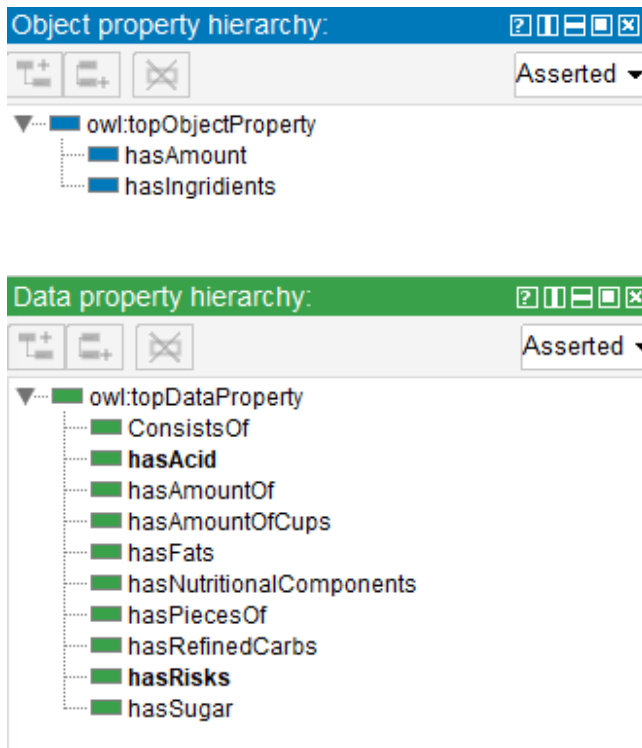 Object property hierarchy:
Asserted
owl:topObjectProperty
hasAmount
hasIngridients
Data property hierarchy:
Asserted
owl:topDataProperty
ConsistsOf
hasAcid
hasAmountOf
hasAmountOfCups
hasFats
hasNutritionalComponents
hasPiecesOf
hasRefinedCarbs
hasRisks
hasSugar